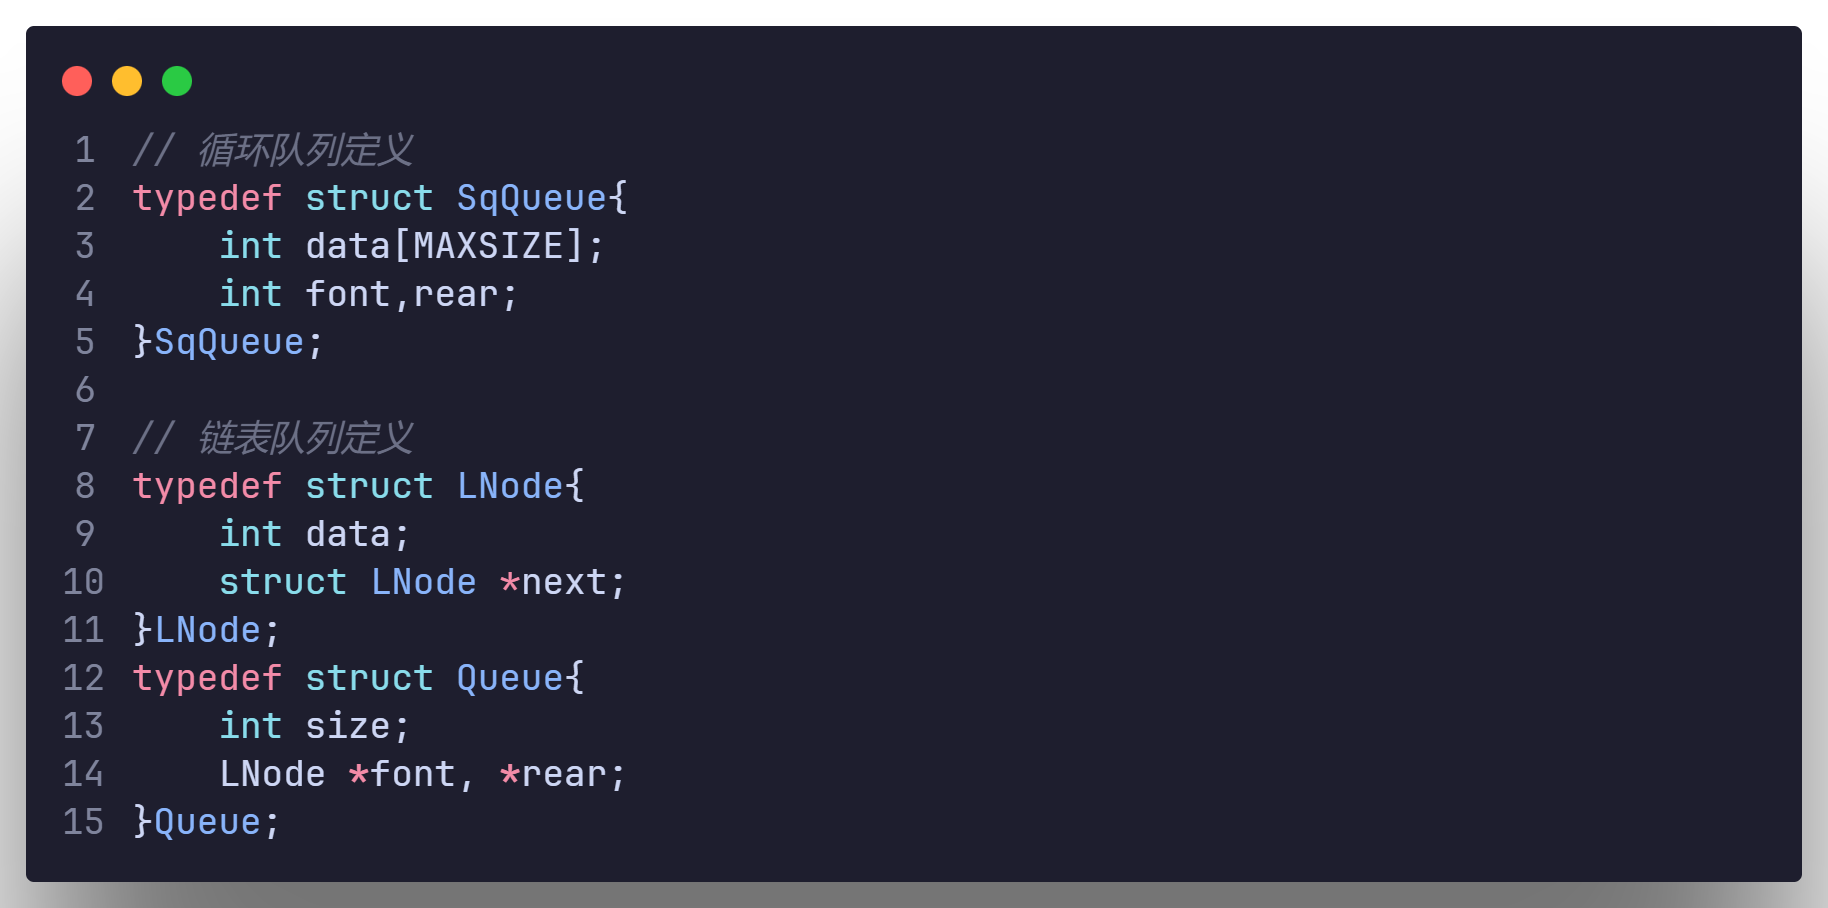 1 // 循环队列定义
2 typedef struct SqQueue{
3     int data[MAXSIZE];
4     int font,rear;
5 }SqQueue;
6
7 // 链表队列定义
8 typedef struct LNode{
9     int data;
10     struct LNode *next;
11 }LNode;
12 typedef struct Queue{
13     int size;
14     LNode *font, *rear;
15 }Queue;